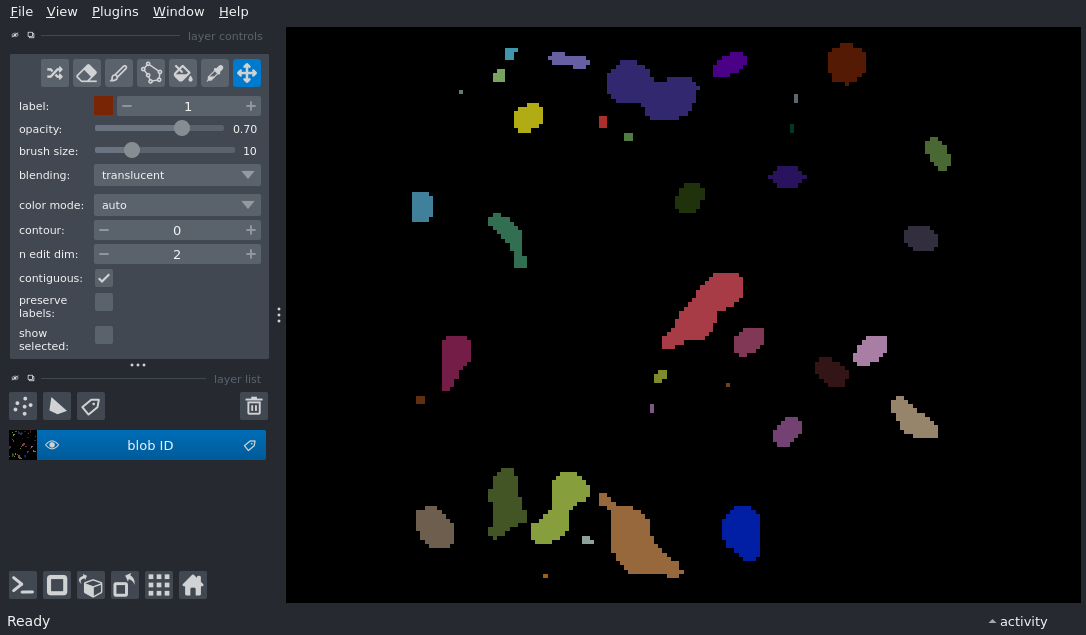 File View Plugins Window Help
layer controls
label: 1
opacity: 0.70
brush size: 10
blending: translucent
color mode: auto
contour: 0
n edit dim: 2
contiguous:
preserve
labels:
show
selected:
layer list
blob ID
Ready
activity